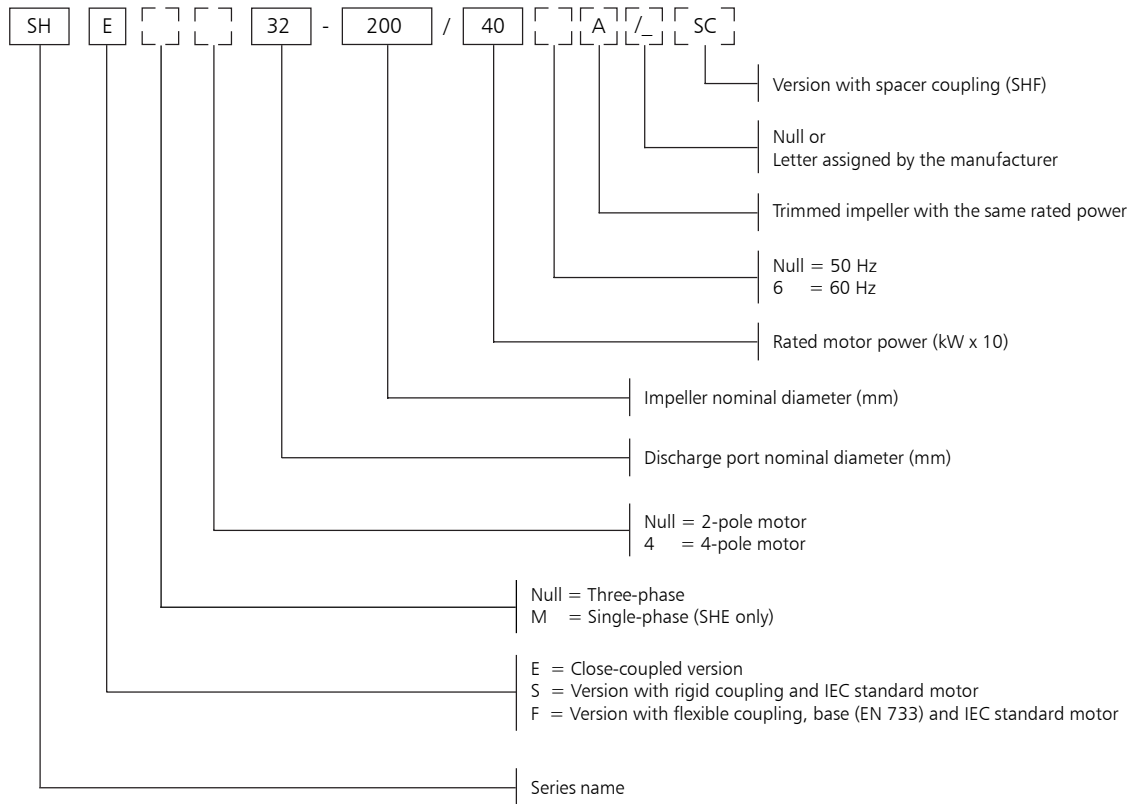 SH E 32 - 200 / 40 A /_ SC
Version with spacer coupling (SHF)
Null or
Letter assigned by the manufacturer
Trimmed impeller with the same rated power
Null = 50 Hz
6 = 60 Hz
Rated motor power (kW x 10)
Impeller nominal diameter (mm)
Discharge port nominal diameter (mm)
Null = 2-pole motor
4 = 4-pole motor
Null = Three-phase
M = Single-phase (SHE only)
E = Close-coupled version
S = Version with rigid coupling and IEC standard motor
F = Version with flexible coupling, base (EN 733) and IEC standard motor
Series name